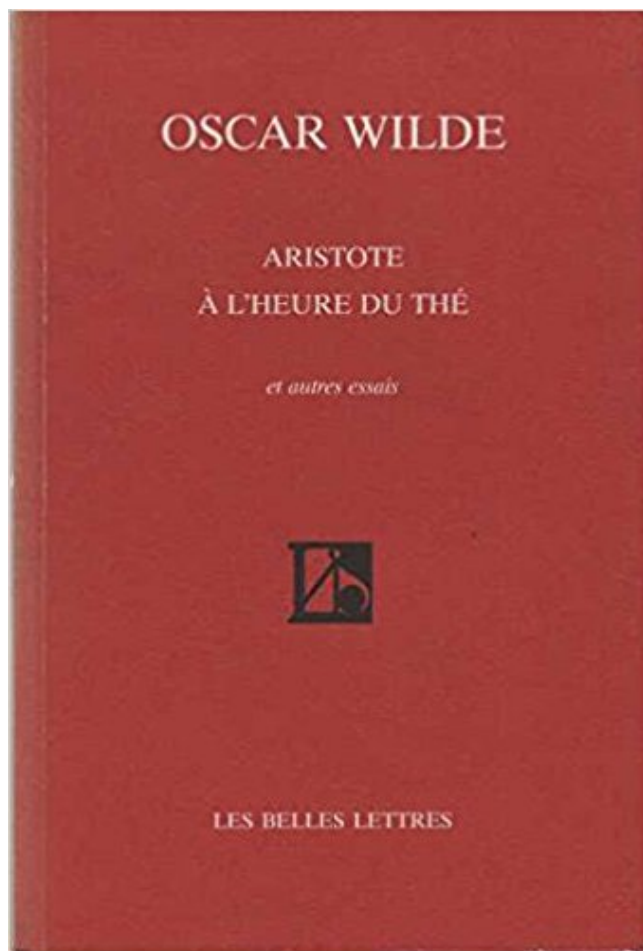 OSCAR WILDE
ARISTOTE
À L'HEURE DU THÉ
et autres essais
LES BELLES LETTRES